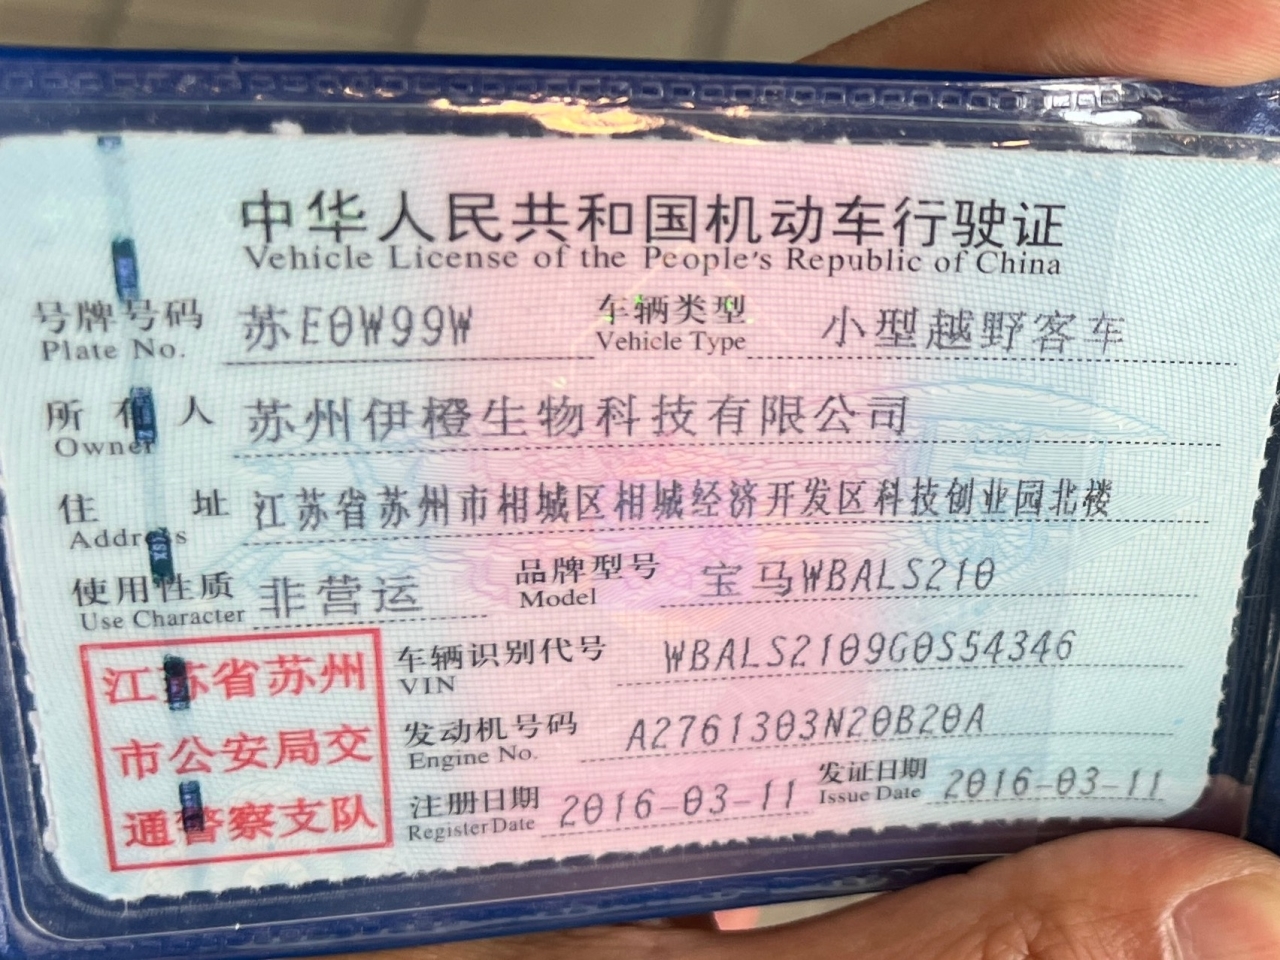 中华人民共和国机动车行驶证
Vehicle License of the People's Republic of China
号牌号码 苏E0W99W 车辆类型 小型越野客车
Plate No. Vehicle Type
所有人 苏州伊橙生物科技有限公司
Owner
住址 江苏省苏州市相城区相城经济开发区科技创业园北楼
Address
使用性质 非营运 品牌型号 宝马WBALS210
Use Character Model
江苏省苏州
市公安局交
通警察支队
车辆识别代号 WBALS2109G0S54346
VIN
发动机号码 A2761303N20B20A
Engine No.
注册日期 2016-03-11 发证日期 2016-03-11
Register Date Issue Date